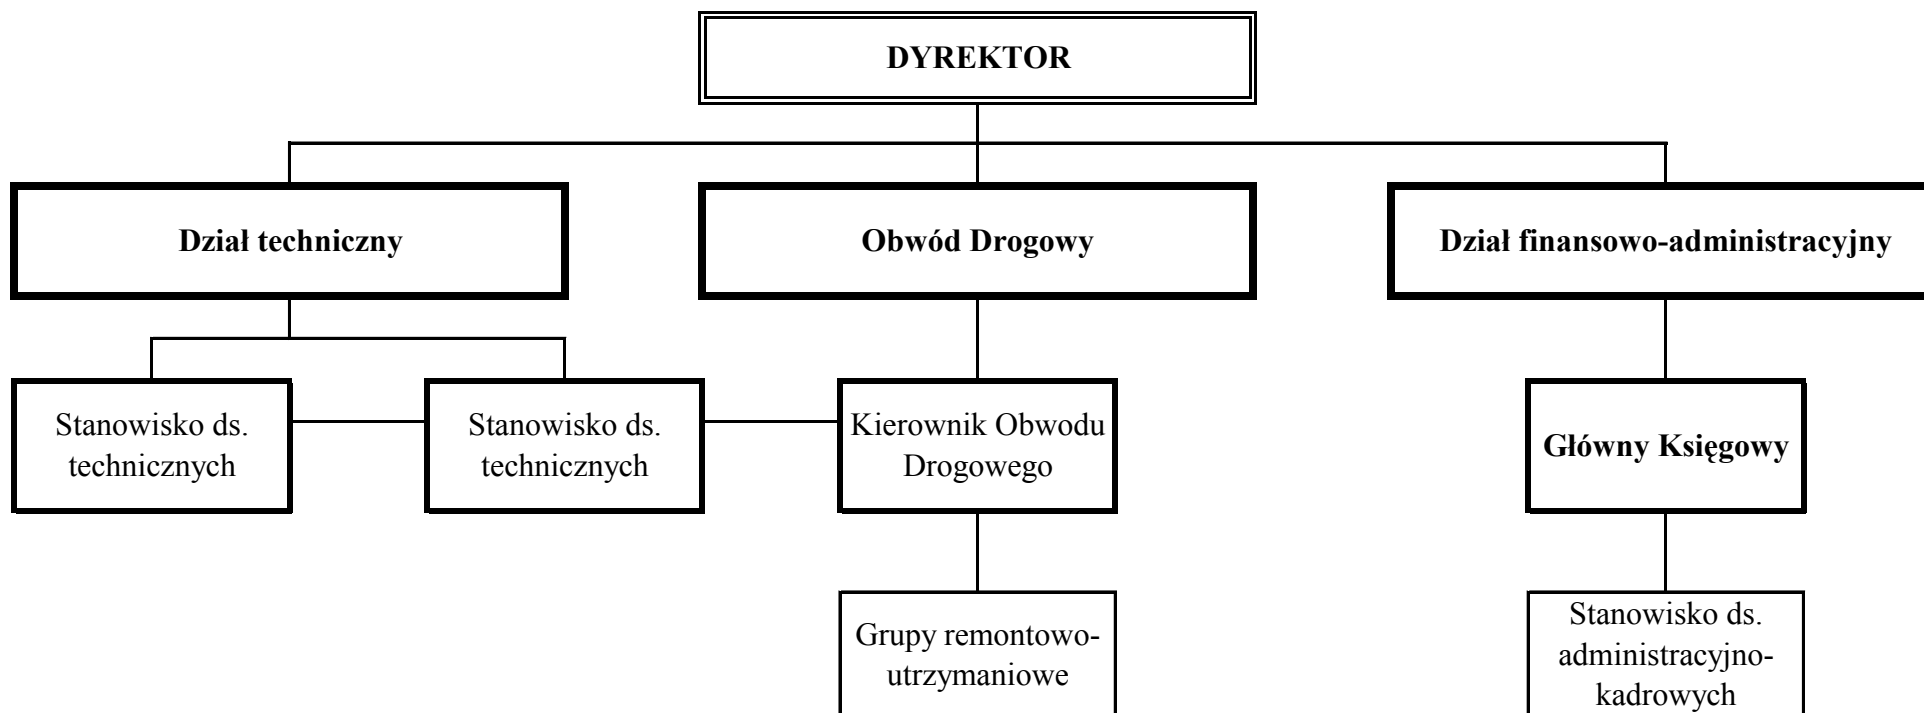 DYREKTOR
Dział techniczny
Obwód Drogowy
Dział finansowo-administracyjny
Stanowisko ds.
technicznych
Stanowisko ds.
technicznych
Kierownik Obwodu
Drogowego
Główny Księgowy
Grupy remontowo-
utrzymaniowe
Stanowisko ds.
administracyjno-
kadrowych